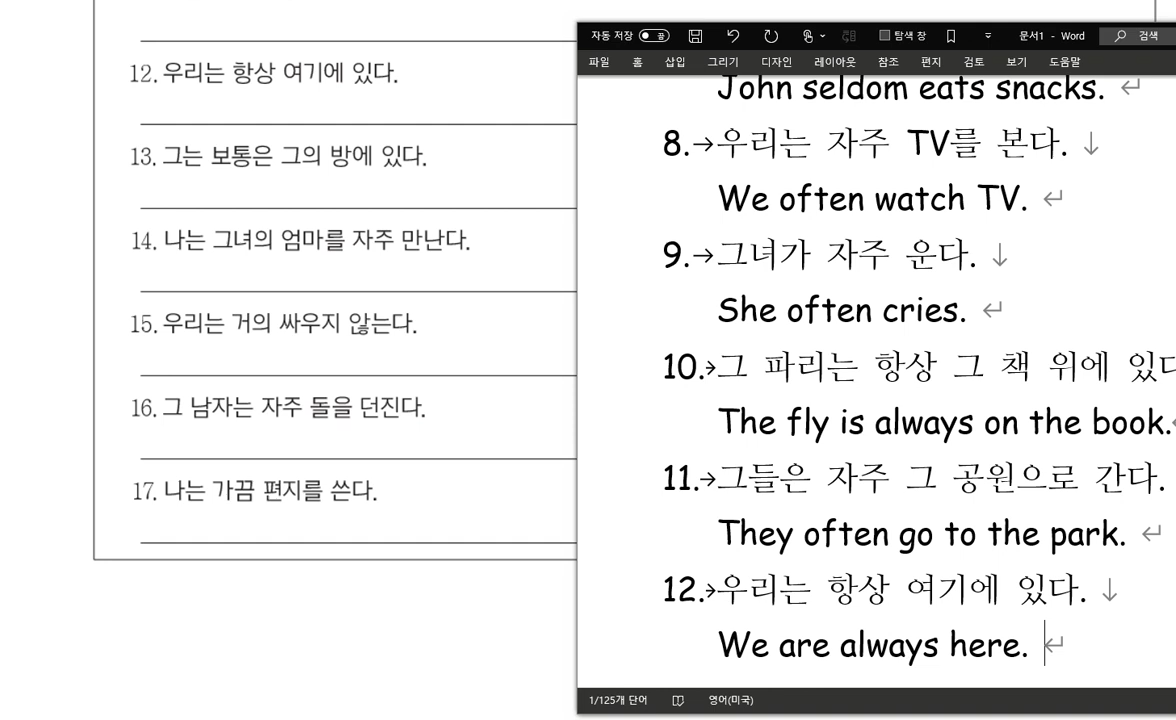 12. 우리는 항상 여기에 있다.
13. 그는 보통은 그의 방에 있다.
14. 나는 그녀의 엄마를 자주 만난다.
15. 우리는 거의 싸우지 않는다.
16. 그 남자는 자주 돌을 던진다.
17. 나는 가끔 편지를 쓴다.
자동 저장 끔 탐색 창 문서1 - Word 검색
파일 홈 삽입 그리기 디자인 레이아웃 참조 편지 검토 보기 도움말
John seldom eats snacks.
8.→우리는 자주 TV를 본다.↓
We often watch TV.↵
9.→그녀가 자주 운다.↓
She often cries.↵
10.→그 파리는 항상 그 책 위에 있다
The fly is always on the book.
11.→그들은 자주 그 공원으로 간다.
They often go to the park.↵
12.→우리는 항상 여기에 있다.↓
We are always here.↵
1/125개 단어 영어(미국)